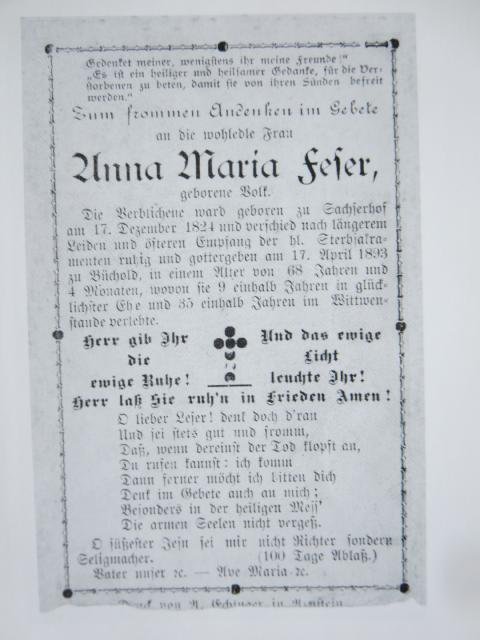 Gedenket meiner, wenigstens ihr meine Freunde!"
„Es ist ein heiliger und heilsamer Gedanke, für die Ver-
storbenen zu beten, damit sie von ihren Sünden befreit
werden."
Zum frommen Andenken im Gebete
an die wohledle Frau
Anna Maria Feser,
geborene Volk.
Die Verblichene ward geboren zu Sachserhof
am 17. Dezember 1824 und verschied nach längerem
Leiden und öfteren Empfang der hl. Sterbsakra-
menten ruhig und gottergeben am 17. April 1893
zu Büchold, in einem Alter von 68 Jahren und
4 Monaten, wovon sie 9 einhalb Jahren in glück-
lichster Ehe und 35 einhalb Jahren im Wittwen-
stande verlebte.
Herr gib Ihr
die
ewige Ruhe!
Und das ewige
Licht
leuchte Ihr!
Herr laß Sie ruh'n in Frieden Amen!
O lieber Leser! denk doch d'ran
Und sei stets gut und fromm,
Daß, wenn dereinst der Tod klopft an,
Du rufen kannst: ich komm
Dann ferner möcht ich bitten dich
Denk im Gebete auch an mich;
Besonders in der heiligen Mess'
Die armen Seelen nicht vergeß.
O süßester Jesu sei mir nicht Richter sondern
Seligmacher. (100 Tage Ablaß.)
Vater unser ꝛc. — Ave Maria ꝛc.
Druck von in Arnstein